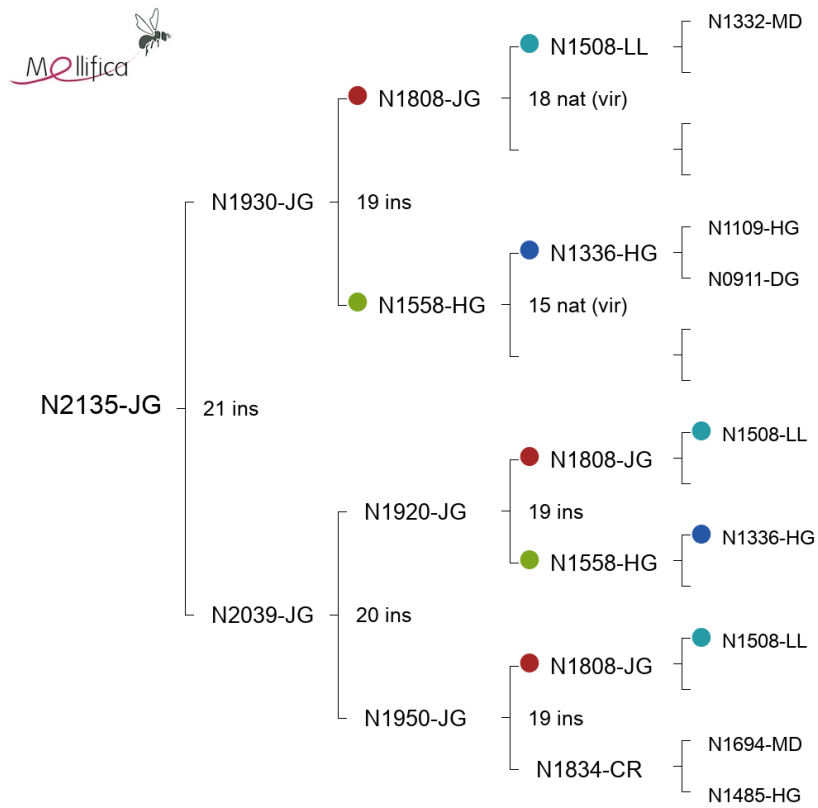 Mellifica
N1332-MD
N1508-LL
18 nat (vir)
N1808-JG
19 ins
N1930-JG
N1109-HG
N1336-HG
N0911-DG
15 nat (vir)
N1558-HG
N2135-JG
21 ins
N1508-LL
N1808-JG
19 ins
N1920-JG
N1336-HG
N1558-HG
N2039-JG
20 ins
N1508-LL
N1808-JG
19 ins
N1950-JG
N1694-MD
N1834-CR
N1485-HG